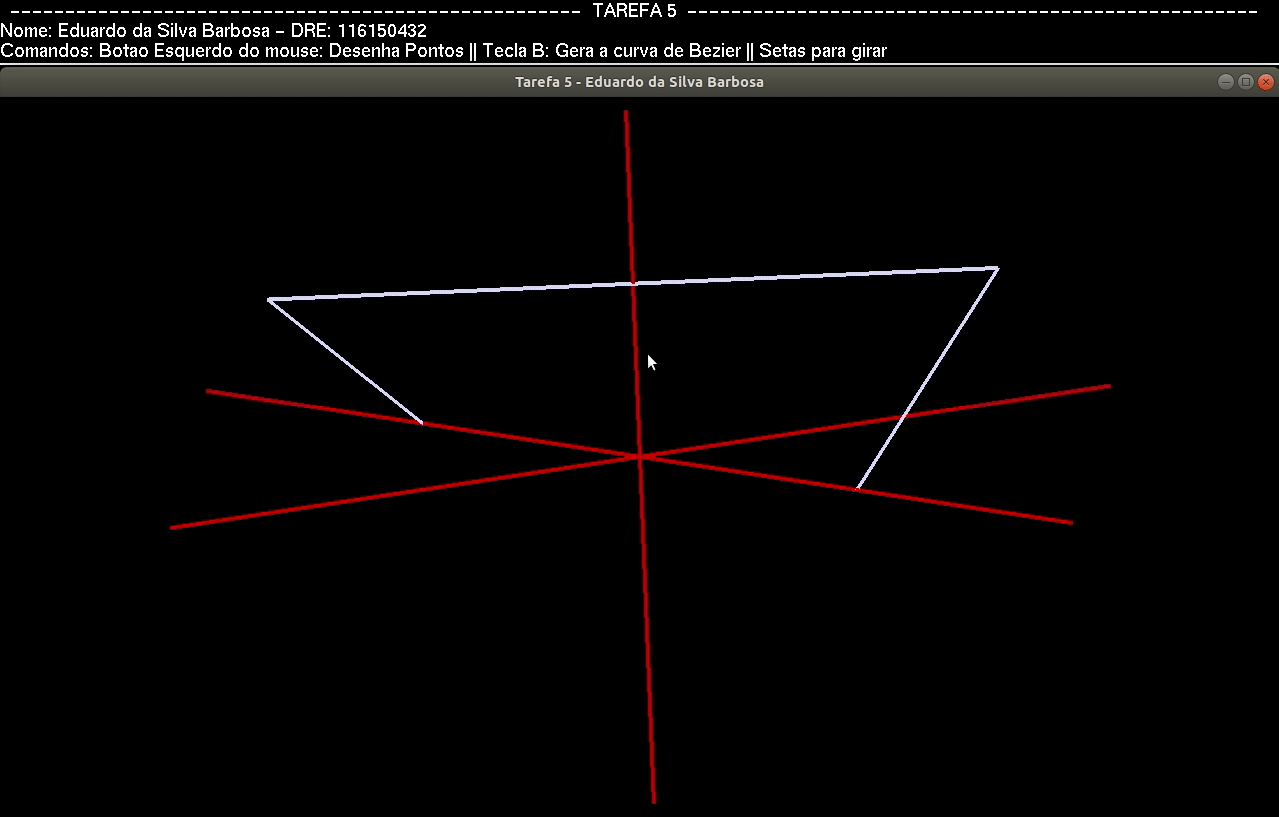 ---------------------------------------------------- TAREFA 5 ----------------------------------------------------
Nome: Eduardo da Silva Barbosa - DRE: 116150432
Comandos: Botao Esquerdo do mouse: Desenha Pontos || Tecla B: Gera a curva de Bezier || Setas para girar
Tarefa 5 - Eduardo da Silva Barbosa